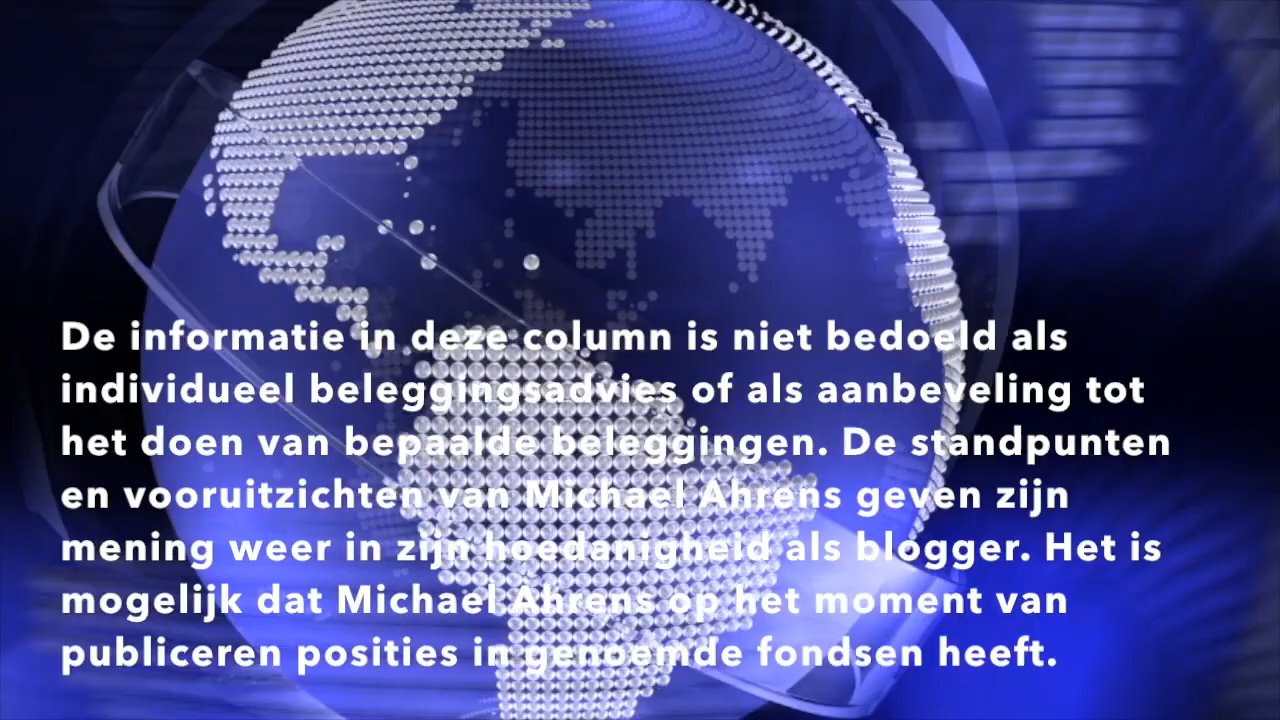 De informatie in deze column is niet bedoeld als
individueel beleggingsadvies of als aanbeveling tot
het doen van bepaalde beleggingen. De standpunten
en vooruitzichten van Michael Ahrens geven zijn
mening weer in zijn hoedanigheid als blogger. Het is
mogelijk dat Michael Ahrens op het moment van
publiceren posities in genoemde fondsen heeft.